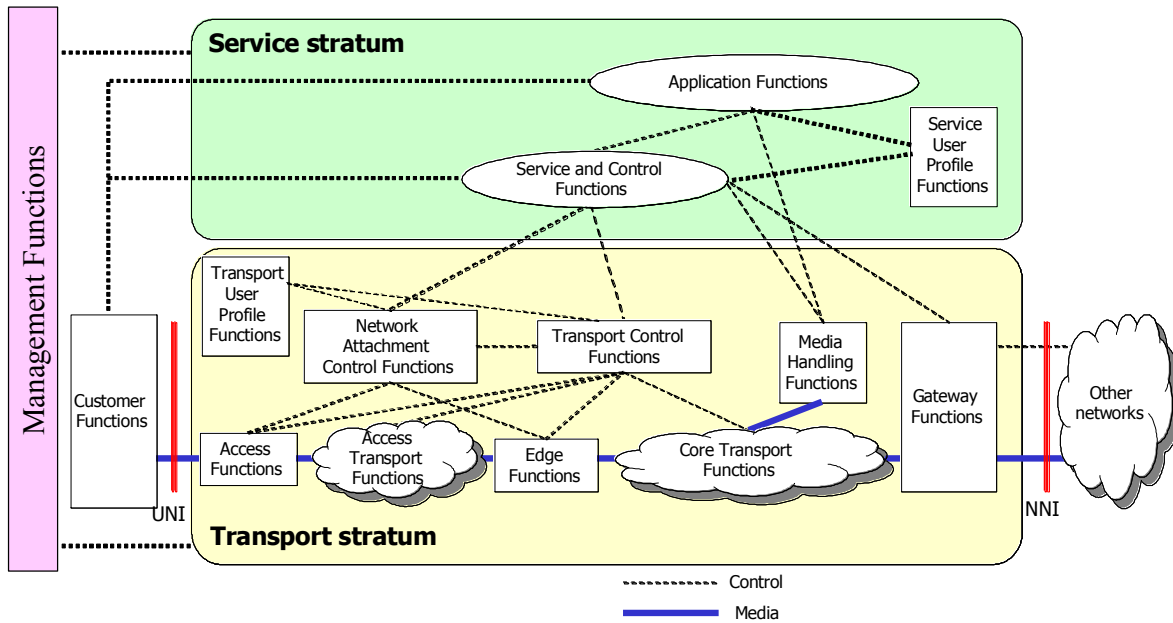 Management Functions
Service stratum
Application Functions
Service
User
Profile
Functions
Service and Control
Functions
Transport
User
Profile
Functions
Network
Attachment
Control Functions
Transport Control
Functions
Media
Handling
Functions
Customer
Functions
Gateway
Functions
Other
networks
Access
Functions
Access
Transport
Functions
Edge
Functions
Core Transport
Functions
UNI
NNI
Transport stratum
Control
Media